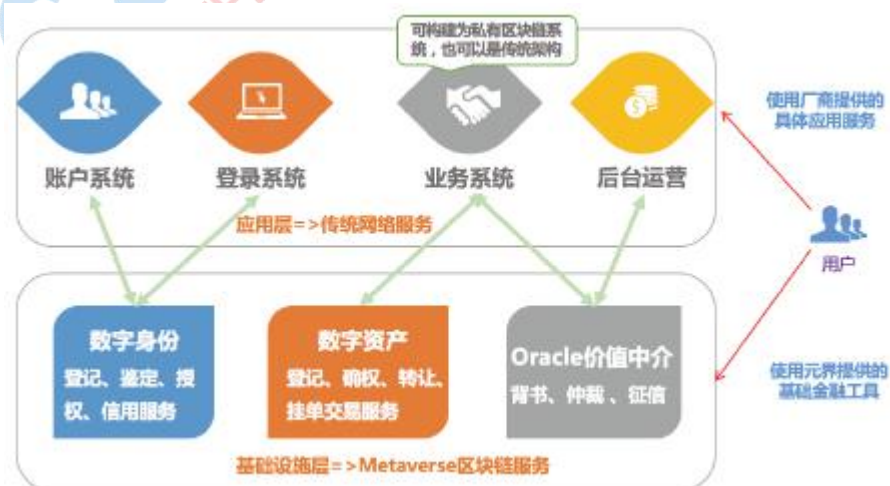 可构建为私有区块链系
统，也可以是传统架构
账户系统
登录系统
业务系统
后台运营
应用层=>传统网络服务
使用厂商提供的
具体应用服务
用户
数字身份
登记、鉴定、授
权、信用服务
数字资产
登记、确权、转让、
挂单交易服务
Oracle价值中介
背书、仲裁 、征信
使用元界提供的
基础金融工具
基础设施层=>Metaverse区块链服务